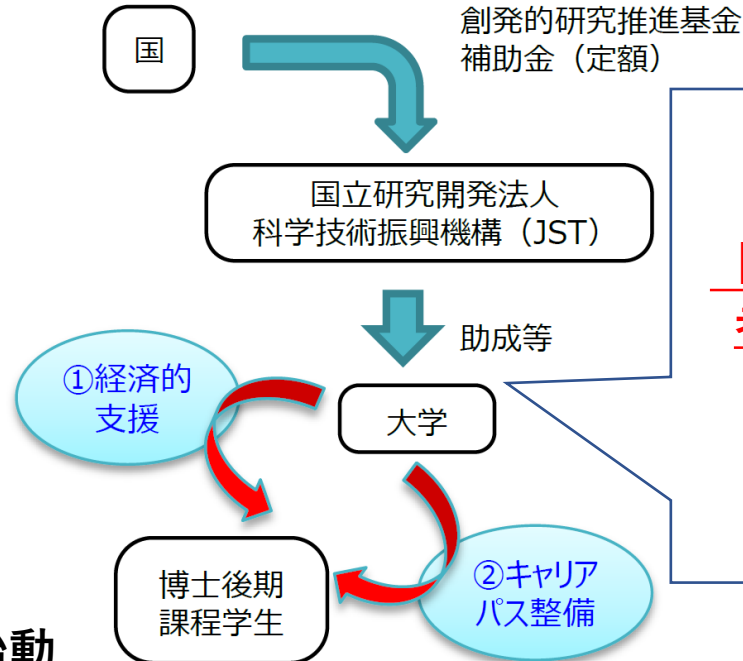 創発的研究推進基金
補助金（定額）
国
国立研究開発法人
科学技術振興機構（JST）
助成等
①経済的
支援
大学
博士後期
課程学生
②キャリア
パス整備
動